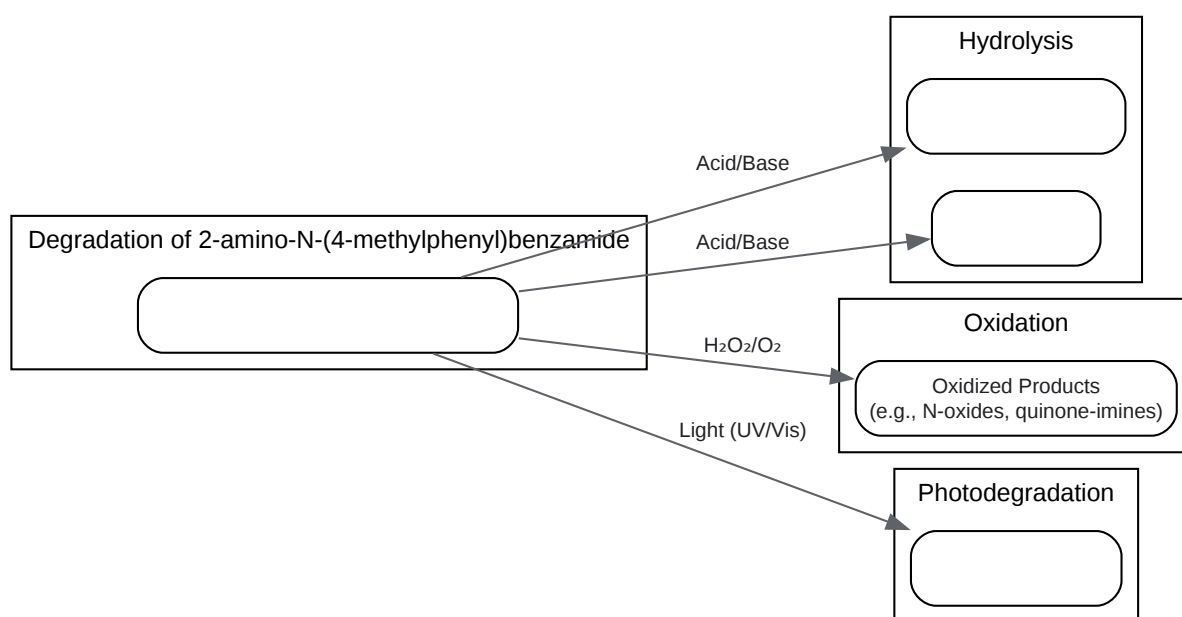 Hydrolysis
Acid/Base
Degradation of 2-amino-N-(4-methylphenyl)benzamide
Acid/Base
Oxidation
H₂O₂/O₂
Oxidized Products
(e.g., N-oxides, quinone-imines)
Light (UV/Vis)
Photodegradation